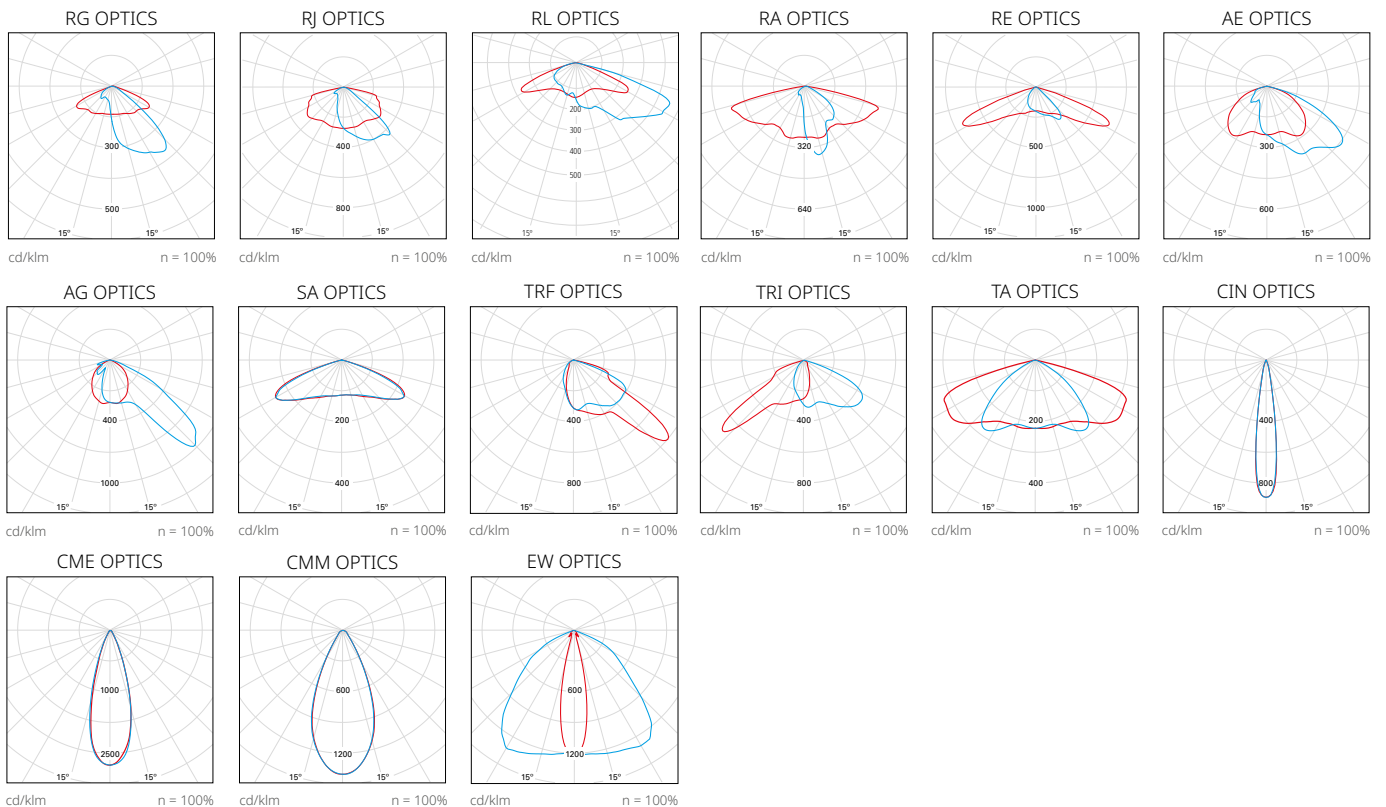 RG OPTICS
RJ OPTICS
RL OPTICS
RA OPTICS
RE OPTICS
AE OPTICS
300
500
15°
15°
400
800
15°
15°
200
300
400
500
15°
320
640
15°
15°
500
1000
15°
15°
300
600
15°
15°
cd/klm n = 100%
cd/klm n = 100%
cd/klm n = 100%
cd/klm n = 100%
cd/klm n = 100%
cd/klm n = 100%
AG OPTICS
SA OPTICS
TRF OPTICS
TRI OPTICS
TA OPTICS
CIN OPTICS
400
1000
15°
15°
200
400
15°
15°
400
800
15°
15°
400
800
15°
15°
200
400
15°
15°
400
800
15°
15°
cd/klm n = 100%
cd/klm n = 100%
cd/klm n = 100%
cd/klm n = 100%
cd/klm n = 100%
cd/klm n = 100%
CME OPTICS
CMM OPTICS
EW OPTICS
1000
2500
15°
15°
600
1200
15°
15°
600
1200
15°
15°
cd/klm n = 100%
cd/klm n = 100%
cd/klm n = 100%